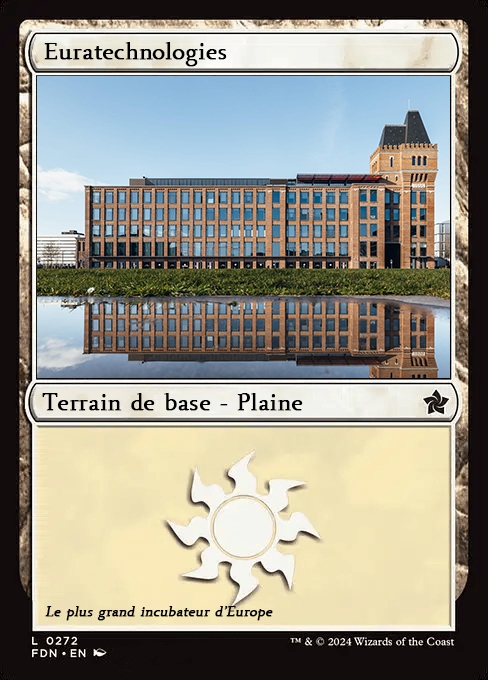 Euratechnologies
Terrain de base - Plaine
Le plus grand incubateur d'Europe
L 0272
FDN • EN
™ & © 2024 Wizards of the Coast